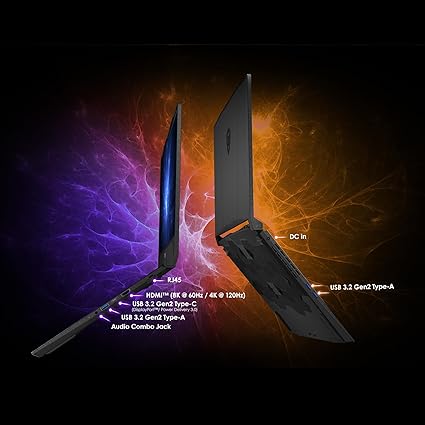 DC in
RJ45
USB 3.2 Gen2 Type-A
HDMI™ (8K @ 60Hz / 4K @ 120Hz)
USB 3.2 Gen2 Type-C
(DisplayPort™/ Power Delivery 3.0)
USB 3.2 Gen2 Type-A
Audio Combo Jack